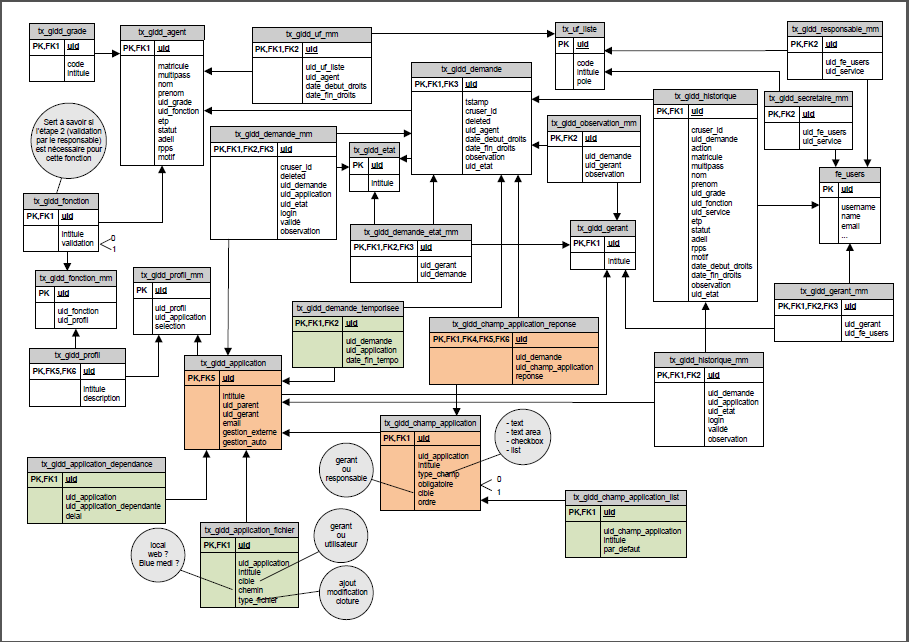 tx_gidd_grade
PK,FK1 uid
code
intitule
tx_gidd_agent
PK,FK1 uid
matricule
multipass
nom
prenom
uid_grade
uid_fonction
etp
statut
adeli
rpps
motif
tx_gidd_uf_mm
PK,FK1,FK2 uid
uid_uf_liste
uid_agent
date_debut_droits
date_fin_droits
tx_uf_liste
PK uid
code
intitule
pole
tx_gidd_responsable_mm
PK,FK2 uid
uid_fe_users
uid_service
tx_gidd_demande
PK,FK1,FK3 uid
tstamp
cruser_id
deleted
uid_agent
date_debut_droits
date_fin_droits
observation
uid_etat
tx_gidd_historique
PK,FK1 uid
cruser_id
uid_demande
action
matricule
multipass
nom
prenom
uid_grade
uid_fonction
uid_service
etp
statut
adeli
rpps
motif
date_debut_droits
date_fin_droits
observation
uid_etat
tx_gidd_secretaire_mm
PK,FK2 uid
uid_fe_users
uid_service
Sert à savoir si
l'étape 2 (validation
par le responsable)
est nécessaire pour
cette fonction
tx_gidd_demande_mm
PK,FK1,FK2,FK3 uid
cruser_id
deleted
uid_demande
uid_application
uid_etat
login
validé
observation
tx_gidd_etat
PK uid
intitule
tx_gidd_observation_mm
PK,FK2 uid
uid_demande
uid_gerant
observation
fe_users
PK uid
username
name
email
...
tx_gidd_fonction
PK,FK1 uid
intitule
validation
0
1
tx_gidd_demande_etat_mm
PK,FK1,FK2,FK3 uid
uid_gerant
uid_demande
tx_gidd_gerant
PK,FK1 uid
intitule
tx_gidd_fonction_mm
PK uid
uid_fonction
uid_profil
tx_gidd_profil_mm
PK uid
uid_profil
uid_application
selection
tx_gidd_gerant_mm
PK,FK1,FK2,FK3 uid
uid_gerant
uid_fe_users
tx_gidd_demande_temporisee
PK,FK1,FK2 uid
uid_demande
uid_application
date_fin_tempo
tx_gidd_champ_application_reponse
PK,FK1,FK4,FK5,FK6 uid
uid_demande
uid_champ_application
reponse
tx_gidd_profil
PK,FK5,FK6 uid
intitule
description
tx_gidd_application
PK,FK5 uid
intitule
uid_parent
uid_gerant
email
gestion_externe
gestion_auto
tx_gidd_historique_mm
PK,FK1,FK2 uid
uid_demande
uid_application
uid_etat
login
validé
observation
tx_gidd_champ_application
PK,FK1 uid
uid_application
intitule
type_champ
obligatoire
cible
ordre
- text
- text area
- checkbox
- list
0
1
gerant
ou
responsable
tx_gidd_application_dependance
PK,FK1 uid
uid_application
uid_application_dependante
delai
tx_gidd_champ_application_list
PK,FK1 uid
uid_champ_application
intitule
par_defaut
tx_gidd_application_fichier
PK,FK1 uid
uid_application
intitule
cible
chemin
type_fichier
gerant
ou
utilisateur
local
web ?
Blue medi ?
ajout
modification
cloture